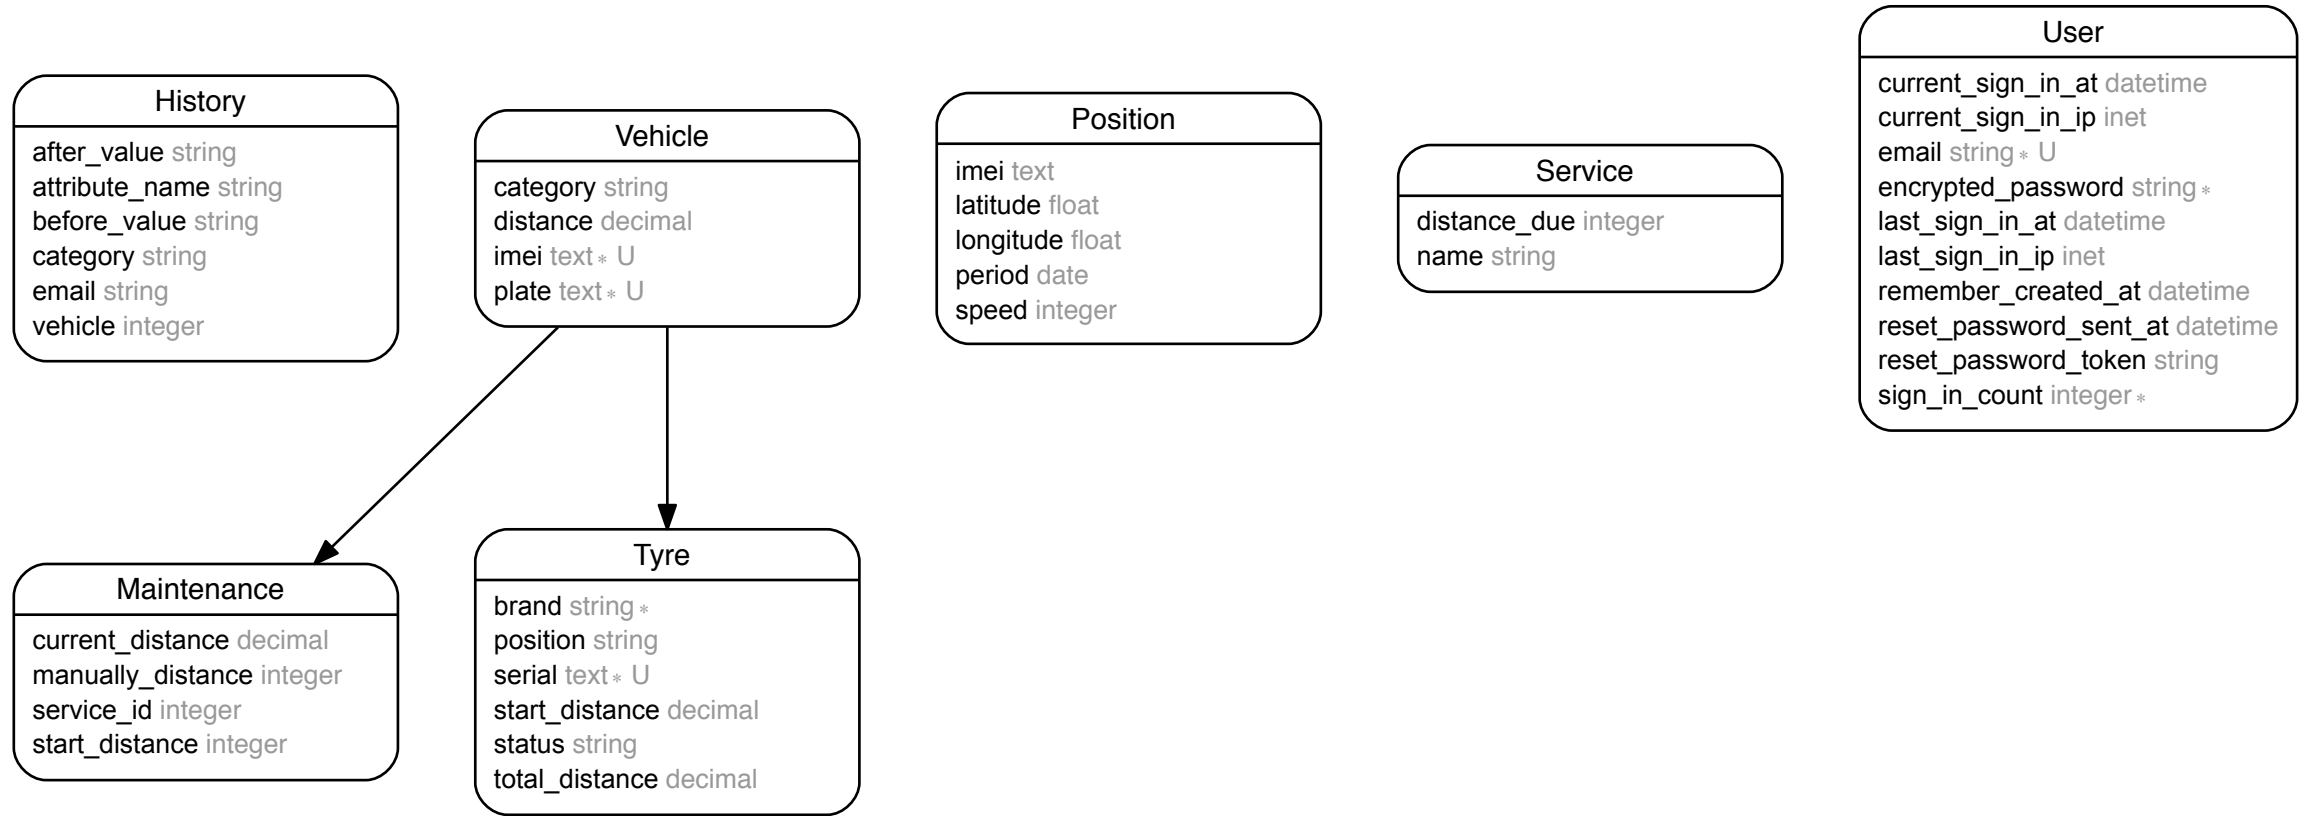 History
after_value string
attribute_name string
before_value string
category string
email string
vehicle integer
Vehicle
category string
distance decimal
imei text* U
plate text* U
Position
imei text
latitude float
longitude float
period date
speed integer
Service
distance_due integer
name string
User
current_sign_in_at datetime
current_sign_in_ip inet
email string* U
encrypted_password string*
last_sign_in_at datetime
last_sign_in_ip inet
remember_created_at datetime
reset_password_sent_at datetime
reset_password_token string
sign_in_count integer*
Maintenance
current_distance decimal
manually_distance integer
service_id integer
start_distance integer
Tyre
brand string*
position string
serial text* U
start_distance decimal
status string
total_distance decimal